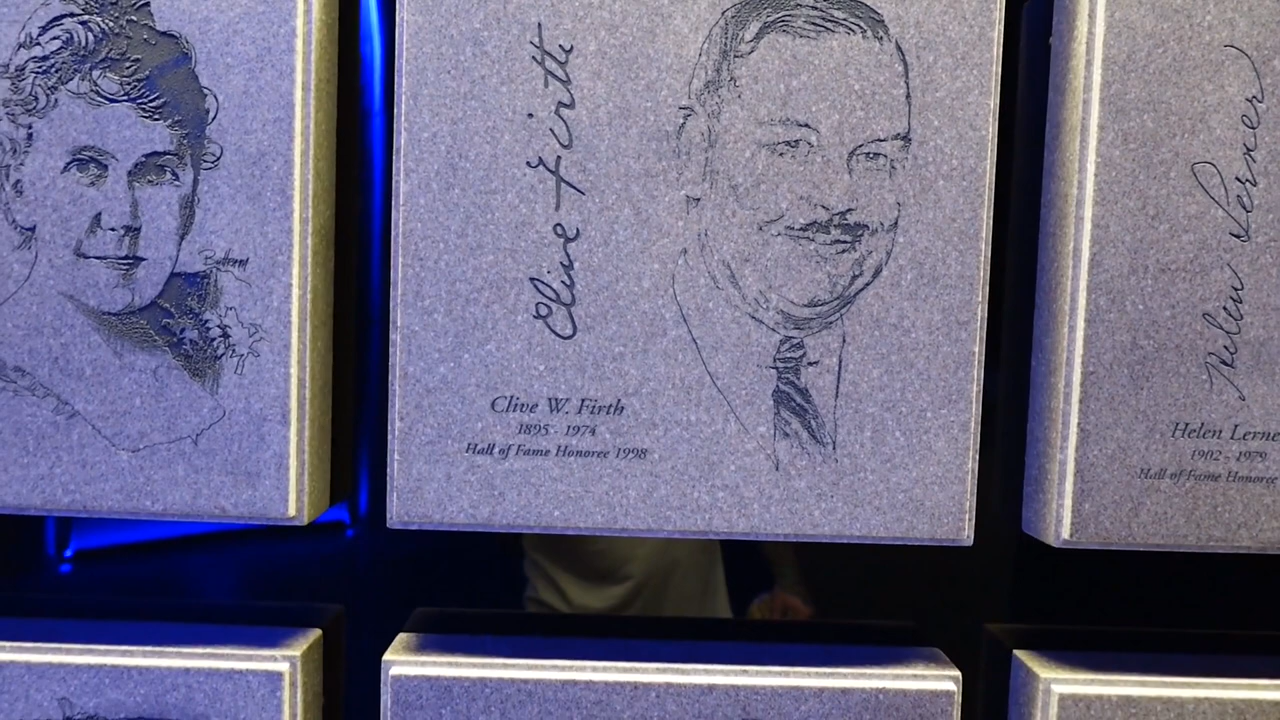 Clive Firth
Clive W. Firth
1895 - 1974
Hall of Fame Honoree 1998
Helen Lerner
Helen Lerne
1902 - 1979
Hall of Fame Honoree